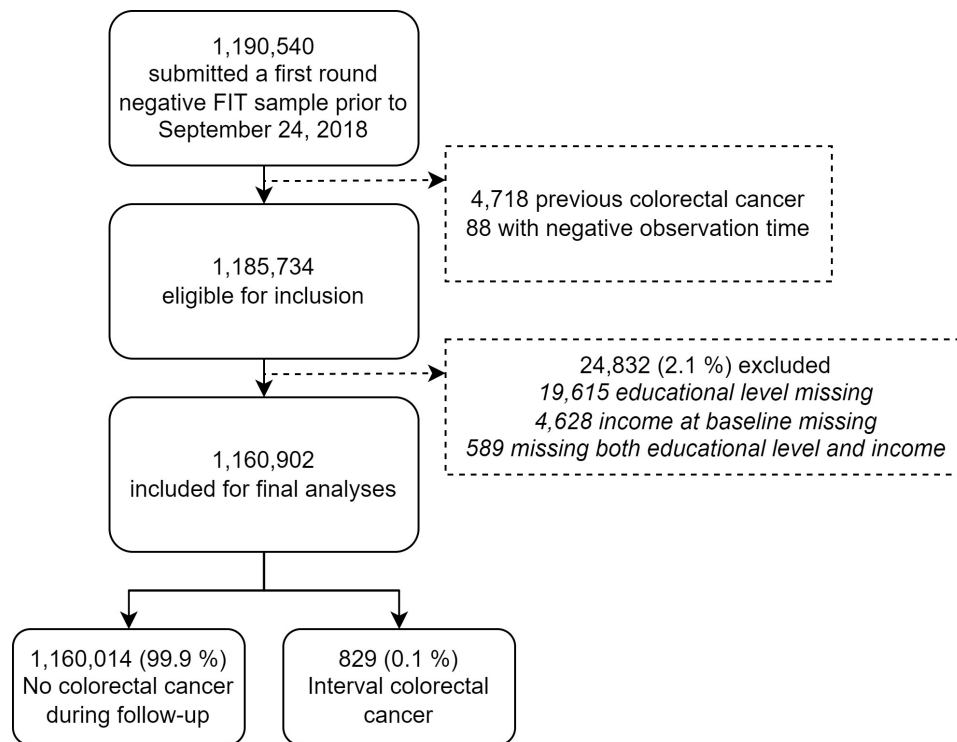 1,190,540
submitted a first round
negative FIT sample prior to
September 24, 2018
4,718 previous colorectal cancer
88 with negative observation time
1,185,734
eligible for inclusion
24,832 (2.1 %) excluded
19,615 educational level missing
4,628 income at baseline missing
589 missing both educational level and income
1,160,902
included for final analyses
1,160,014 (99.9 %)
No colorectal cancer
during follow-up
829 (0.1 %)
Interval colorectal
cancer